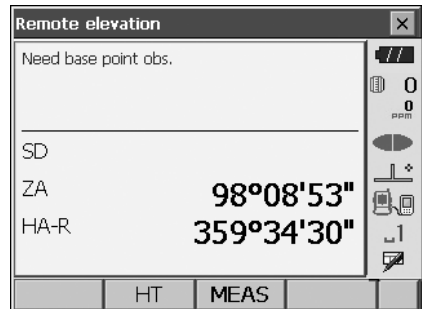 Remote elevation
Need base point obs.
0
0
PPM
SD
ZA 98°08'53"
HA-R 359°34'30"
1
HT MEAS